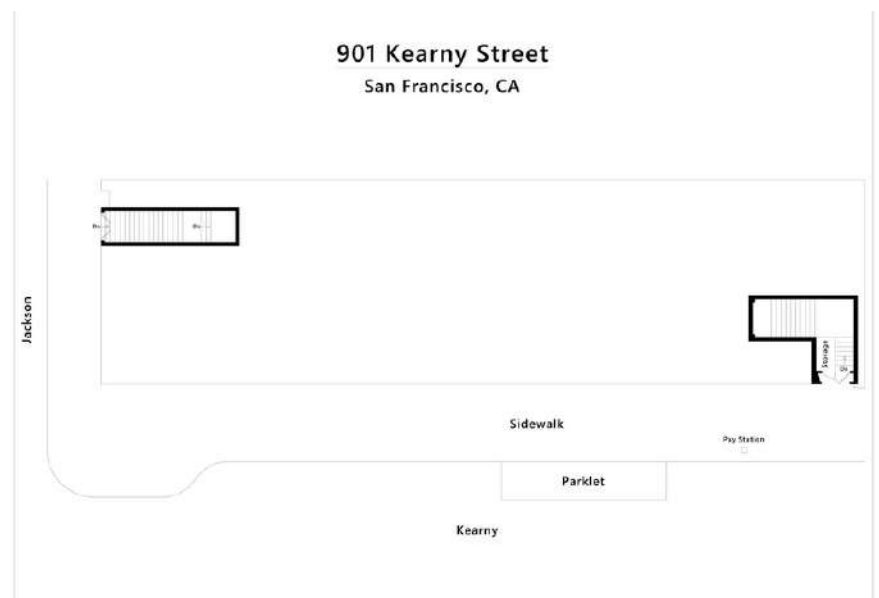 901 Kearny Street
San Francisco, CA
Jackson
Storage
Sidewalk
Pay Station
Parklet
Kearny